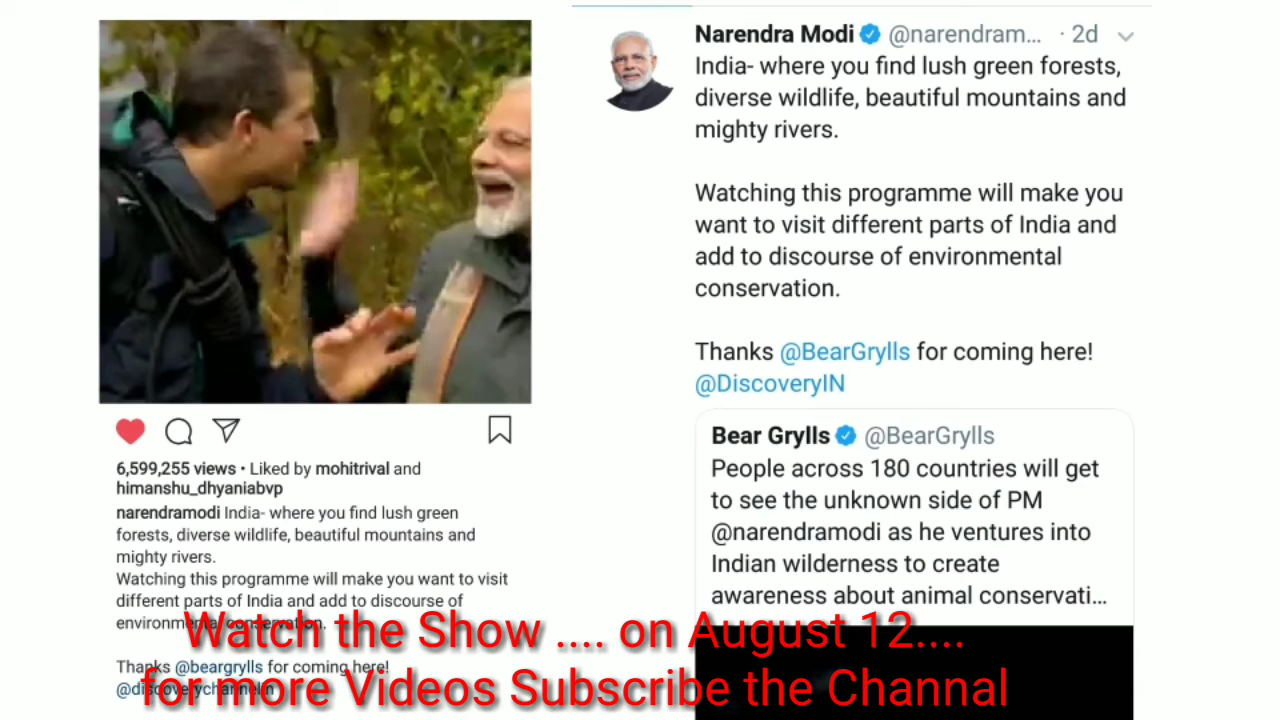 6,599,255 views • Liked by mohitrival and
himanshu_dhyaniabvp
narendramodi India- where you find lush green
forests, diverse wildlife, beautiful mountains and
mighty rivers.
Watching this programme will make you want to visit
different parts of India and add to discourse of
environmental conservation.
Thanks @beargrylls for coming here!
@discoverychannelin
Narendra Modi @narendram... · 2d
India- where you find lush green forests,
diverse wildlife, beautiful mountains and
mighty rivers.
Watching this programme will make you
want to visit different parts of India and
add to discourse of environmental
conservation.
Thanks @BearGrylls for coming here!
@DiscoveryIN
Bear Grylls @BearGrylls
People across 180 countries will get
to see the unknown side of PM
@narendramodi as he ventures into
Indian wilderness to create
awareness about animal conservati...
Watch the Show .... on August 12....
for more Videos Subscribe the Channal